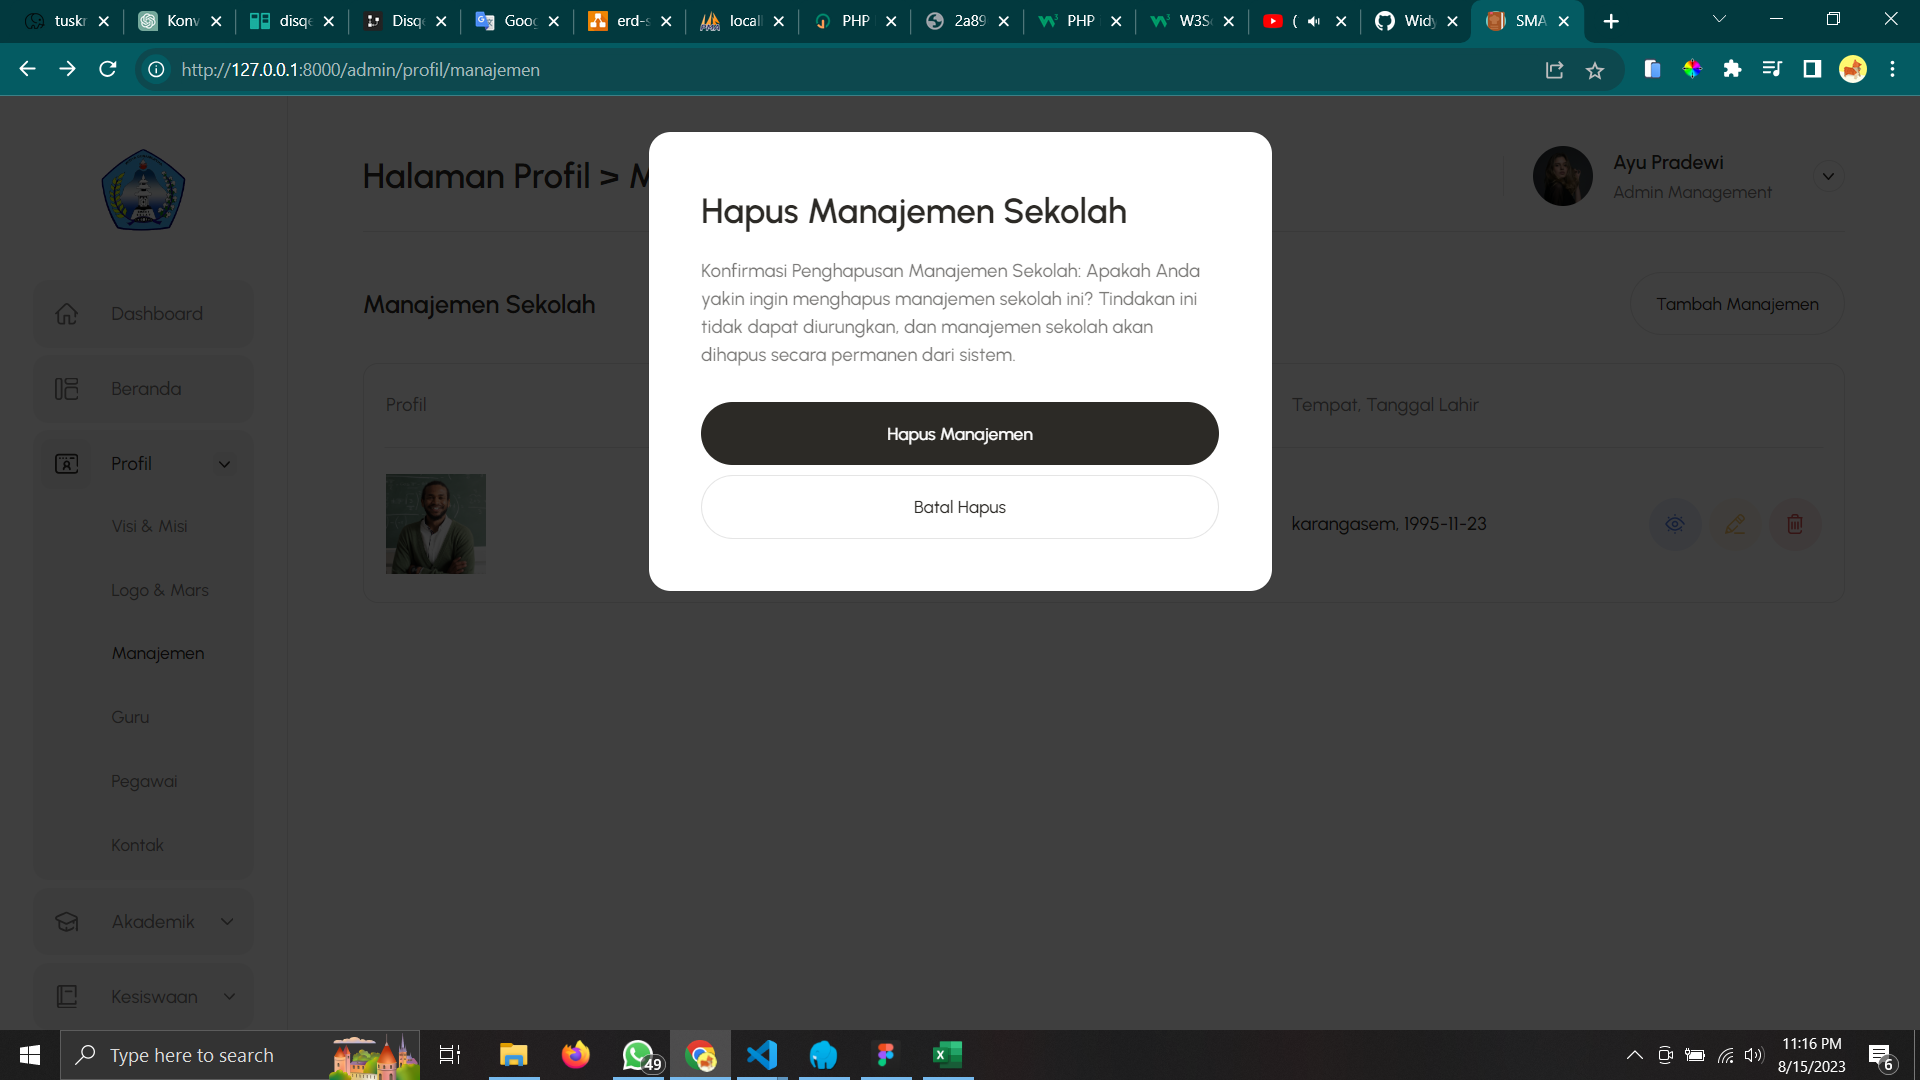 tuskr
Konv
disqe
Disqe
Goog
erd-s
locall
PHP
2a89
PHP
W3Sc
(
Widy
SMA
http://127.0.0.1:8000/admin/profil/manajemen
Halaman Profil > M
Ayu Pradewi
Admin Management
Dashboard
Beranda
Profil
Visi & Misi
Logo & Mars
Manajemen
Guru
Pegawai
Kontak
Akademik
Kesiswaan
Manajemen Sekolah
Tambah Manajemen
Profil
Tempat, Tanggal Lahir
karangasem, 1995-11-23
Hapus Manajemen Sekolah
Konfirmasi Penghapusan Manajemen Sekolah: Apakah Anda
yakin ingin menghapus manajemen sekolah ini? Tindakan ini
tidak dapat diurungkan, dan manajemen sekolah akan
dihapus secara permanen dari sistem.
Hapus Manajemen
Batal Hapus
Type here to search
49
11:16 PM
8/15/2023
6